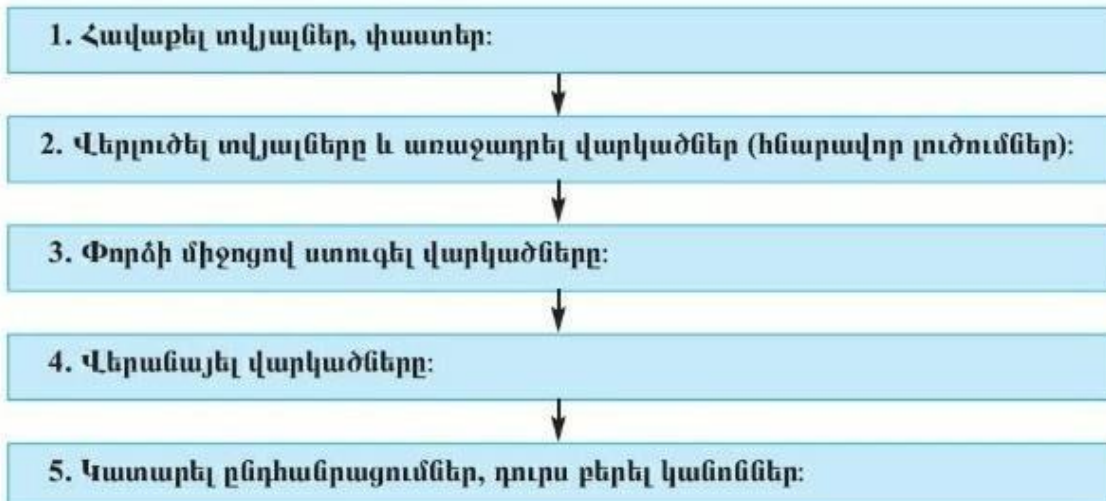 1. Հավաքել տվյալներ, փաստեր։
2. Վերլուծել տվյալները և առաջադրել վարկածներ (հնարավոր լուծումներ)։
3. Փորձի միջոցով ստուգել վարկածները։
4. Վերանայել վարկածները։
5. Կատարել ընդհանրացումներ, դուրս բերել կանոններ։